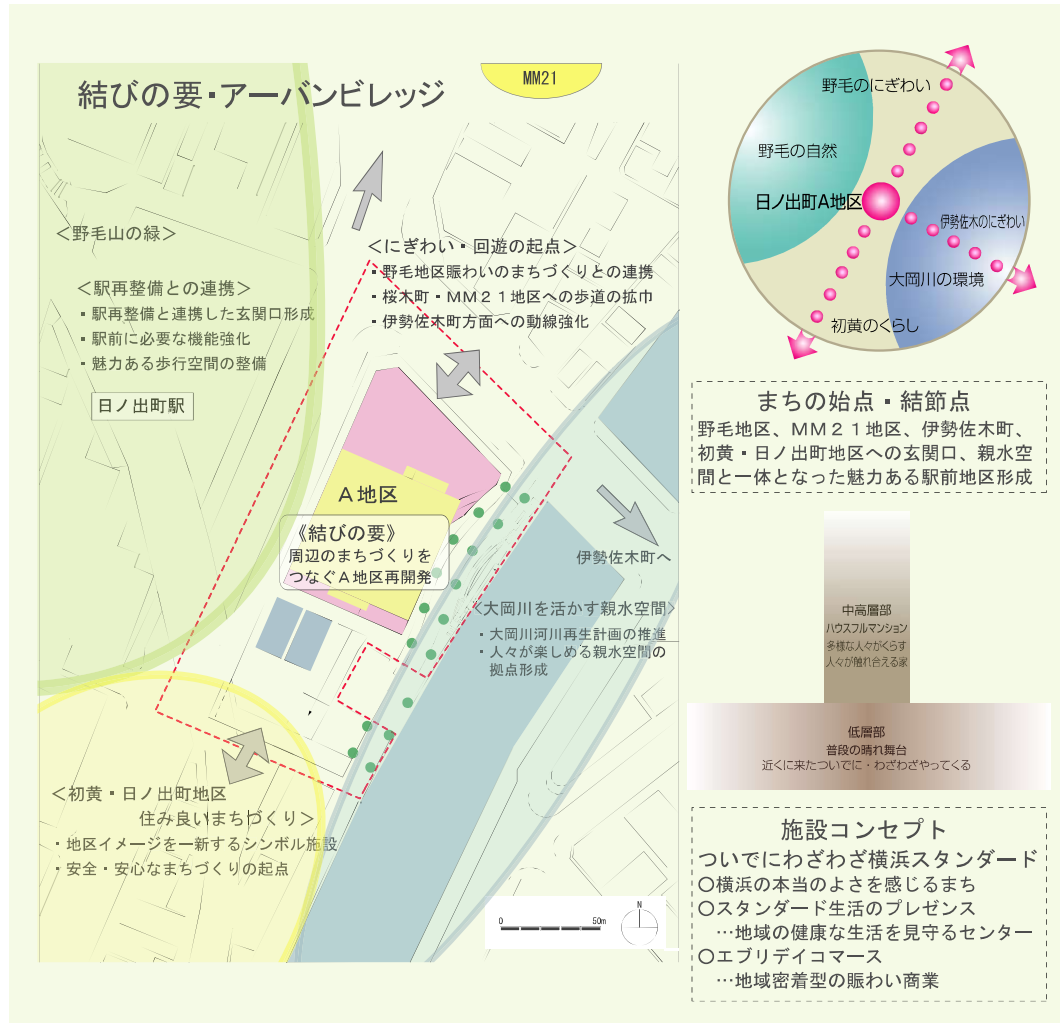 結びの要・アーバンビレッジ
MM21
＜野毛山の緑＞
＜駅再整備との連携＞
・駅再整備と連携した玄関口形成
・駅前に必要な機能強化
・魅力ある歩行空間の整備
日ノ出町駅
＜にぎわい・回遊の起点＞
・野毛地区賑わいのまちづくりとの連携
・桜木町・ＭＭ２１地区への歩道の拡巾
・伊勢佐木町方面への動線強化
Ａ地区
《結びの要》
周辺のまちづくりを
つなぐＡ地区再開発
伊勢佐木町へ
＜大岡川を活かす親水空間＞
・大岡川河川再生計画の推進
・人々が楽しめる親水空間の
拠点形成
＜初黄・日ノ出町地区
住み良いまちづくり＞
・地区イメージを一新するシンボル施設
・安全・安心なまちづくりの起点
0 50m
N
野毛のにぎわい
野毛の自然
日ノ出町A地区
伊勢佐木のにぎわい
大岡川の環境
初黄のくらし
まちの始点・結節点
野毛地区、ＭＭ２１地区、伊勢佐木町、
初黄・日ノ出町地区への玄関口、親水空
間と一体となった魅力ある駅前地区形成
中高層部
ハウスフルマンション
多様な人々がくらす
人々が触れ合える家
低層部
普段の晴れ舞台
近くに来たついでに・わざわざやってくる
施設コンセプト
ついでにわざわざ横浜スタンダード
〇横浜の本当のよさを感じるまち
〇スタンダード生活のプレゼンス
…地域の健康な生活を見守るセンター
〇エブリデイコマース
…地域密着型の賑わい商業